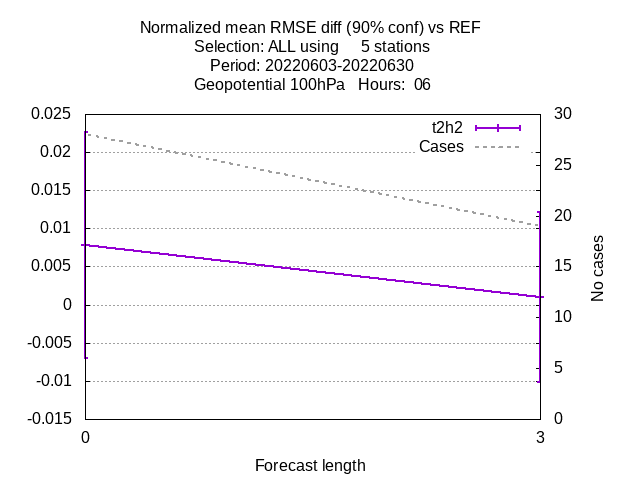 Normalized mean RMSE diff (90% conf) vs REF
Selection: ALL using     5 stations
Period: 20220603-20220630
Geopotential 100hPa   Hours:  06
t2h2
Cases
0.025
0.02
0.015
0.01
0.005
0
-0.005
-0.01
-0.015
30
25
20
15
10
5
0
No cases
0
3
Forecast length